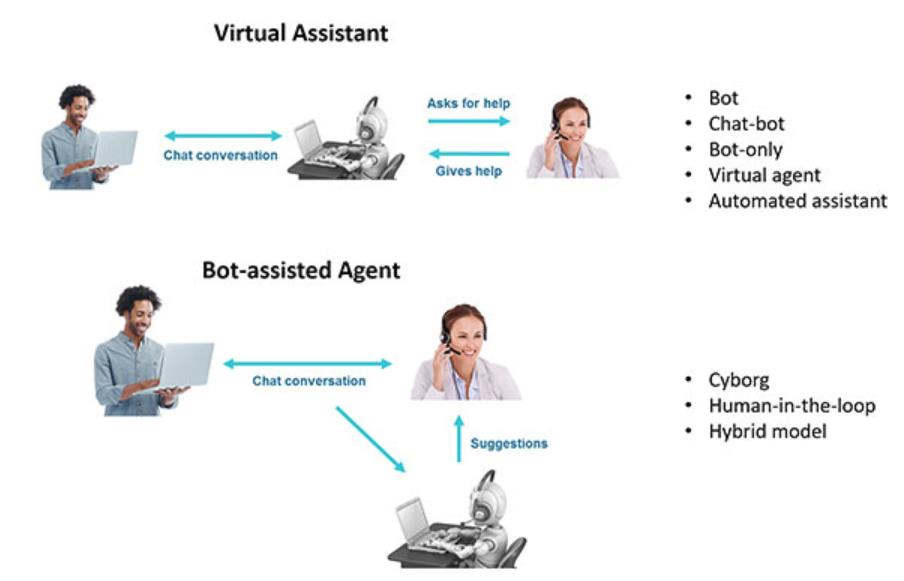 Virtual Assistant
Asks for help
Chat conversation
Gives help
• Bot
• Chat-bot
• Bot-only
• Virtual agent
• Automated assistant
Bot-assisted Agent
Chat conversation
Suggestions
• Cyborg
• Human-in-the-loop
• Hybrid model